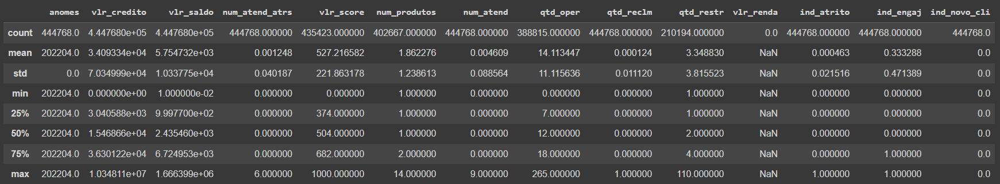 anomes vlr_credito vlr_saldo num_atend_atrs vlr_score num_produtos num_atend qtd_oper qtd_reclm qtd_restr vlr_renda ind_atrito ind_engaj ind_novo_cli
count 444768.0 4.447680e+05 4.447680e+05 444768.000000 435423.000000 402667.000000 444768.000000 388815.000000 444768.000000 210194.000000 0.0 444768.000000 444768.000000 444768.0
mean 202204.0 3.409334e+04 5.754732e+03 0.001248 527.216582 1.862276 0.004609 14.113447 0.000124 3.348830 NaN 0.000463 0.333288 0.0
std 0.0 7.034999e+04 1.033775e+04 0.040187 221.863178 1.238613 0.088564 11.115636 0.011120 3.815523 NaN 0.021516 0.471389 0.0
min 202204.0 0.000000e+00 1.000000e-02 0.000000 0.000000 1.000000 0.000000 0.000000 0.000000 1.000000 NaN 0.000000 0.000000 0.0
25% 202204.0 3.040588e+03 9.997700e+02 0.000000 374.000000 1.000000 0.000000 7.000000 0.000000 1.000000 NaN 0.000000 0.000000 0.0
50% 202204.0 1.546866e+04 2.435460e+03 0.000000 504.000000 1.000000 0.000000 12.000000 0.000000 2.000000 NaN 0.000000 0.000000 0.0
75% 202204.0 3.630122e+04 6.724953e+03 0.000000 682.000000 2.000000 0.000000 18.000000 0.000000 4.000000 NaN 0.000000 1.000000 0.0
max 202204.0 1.034811e+07 1.666399e+06 6.000000 1000.000000 14.000000 9.000000 265.000000 1.000000 110.000000 NaN 1.000000 1.000000 0.0